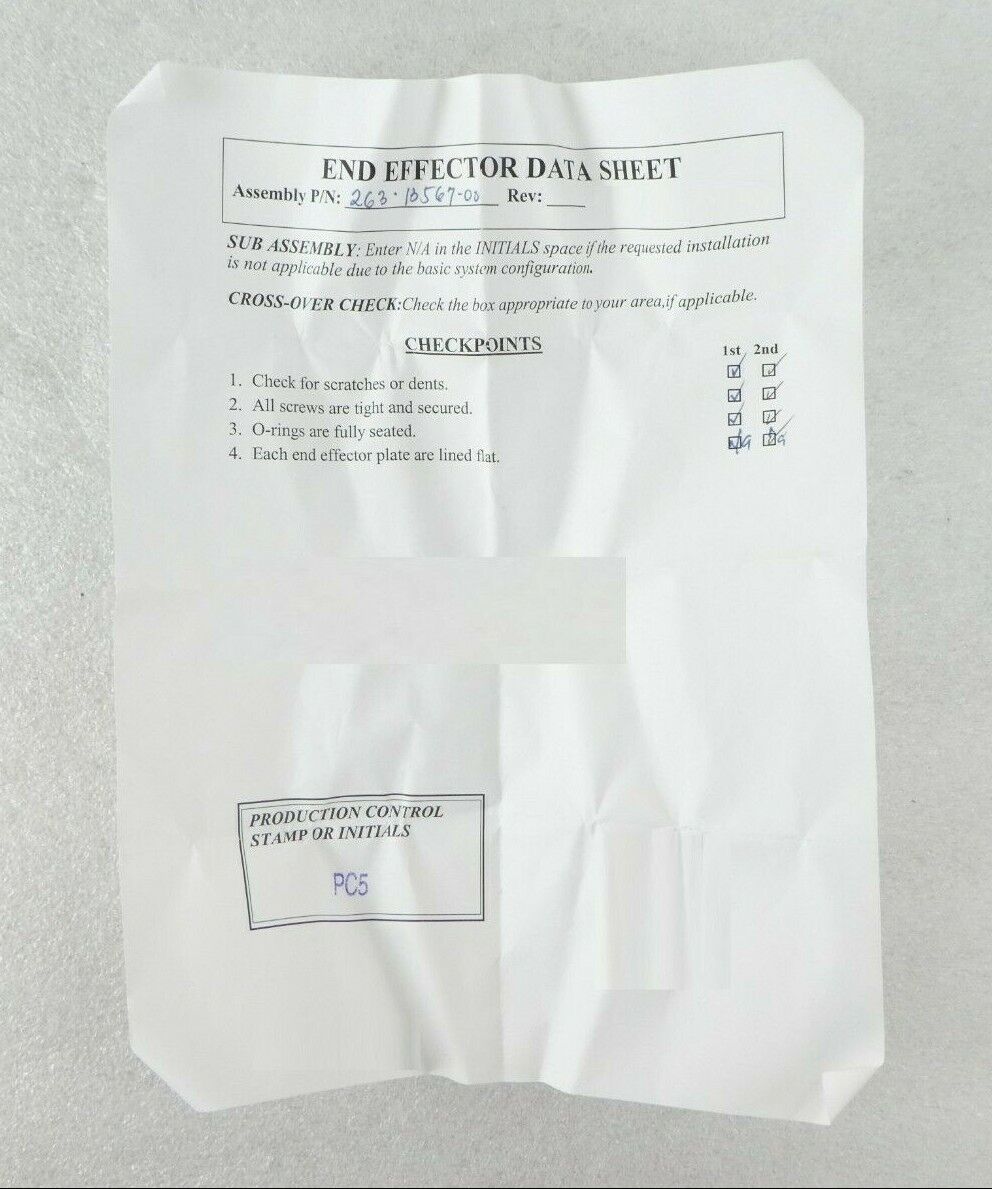 END EFFECTOR DATA SHEET
Assembly P/N: 263-13567-00 Rev:
SUB ASSEMBLY: Enter N/A in the INITIALS space if the requested installation
is not applicable due to the basic system configuration.
CROSS-OVER CHECK:Check the box appropriate to your area,if applicable.
CHECKPOINTS
1st 2nd
1. Check for scratches or dents.
2. All screws are tight and secured.
3. O-rings are fully seated.
4. Each end effector plate are lined flat.
PRODUCTION CONTROL
STAMP OR INITIALS
PC5